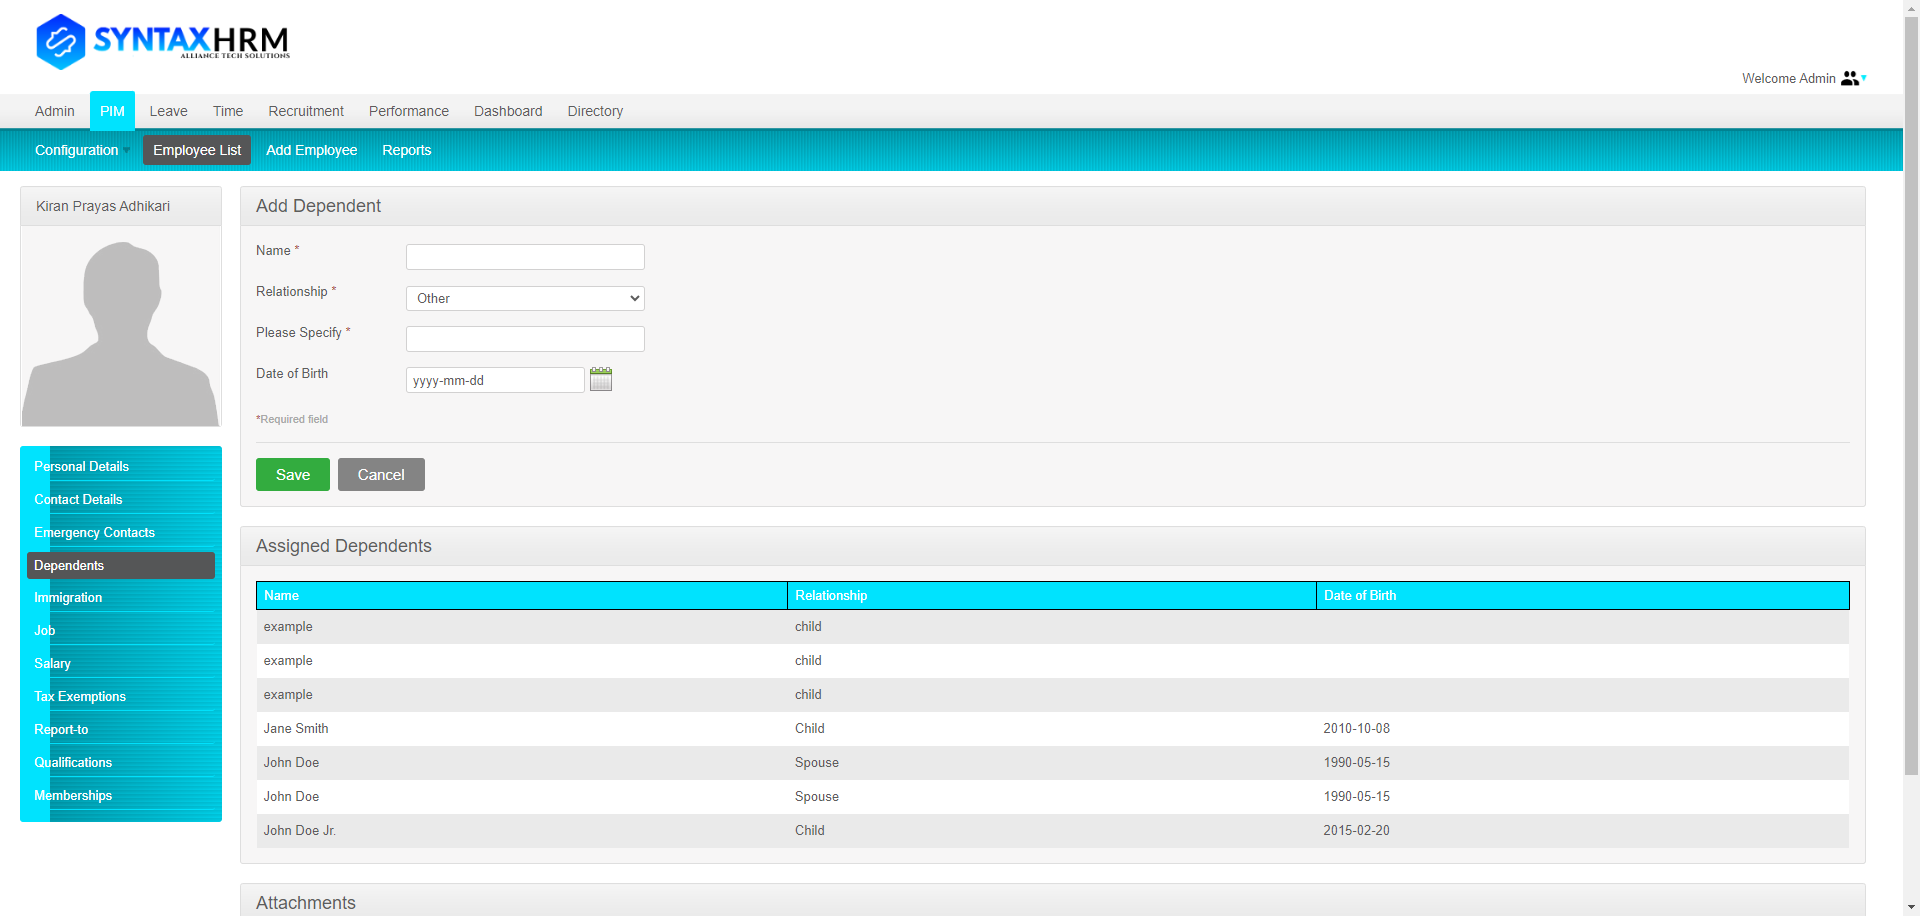 SYNTAXHRM
ALLIANCE TECH SOLUTIONS
Welcome Admin
Admin PIM Leave Time Recruitment Performance Dashboard Directory
Configuration Employee List Add Employee Reports
Kiran Prayas Adhikari
Personal Details
Contact Details
Emergency Contacts
Dependents
Immigration
Job
Salary
Tax Exemptions
Report-to
Qualifications
Memberships
Add Dependent
Name *
Relationship * Other
Please Specify *
Date of Birth yyyy-mm-dd
*Required field
Save Cancel
Assigned Dependents
Name Relationship Date of Birth
example child
example child
example child
Jane Smith Child 2010-10-08
John Doe Spouse 1990-05-15
John Doe Spouse 1990-05-15
John Doe Jr. Child 2015-02-20
Attachments